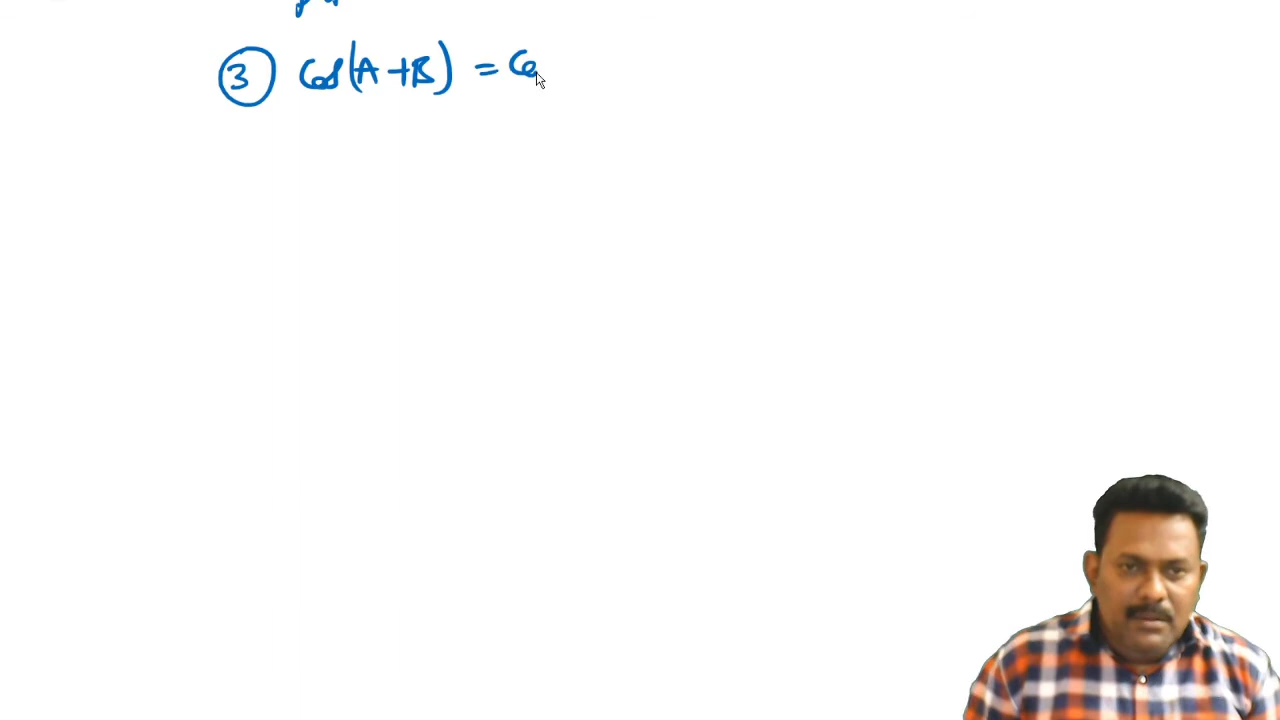 ③ Cos(A+B) = Co